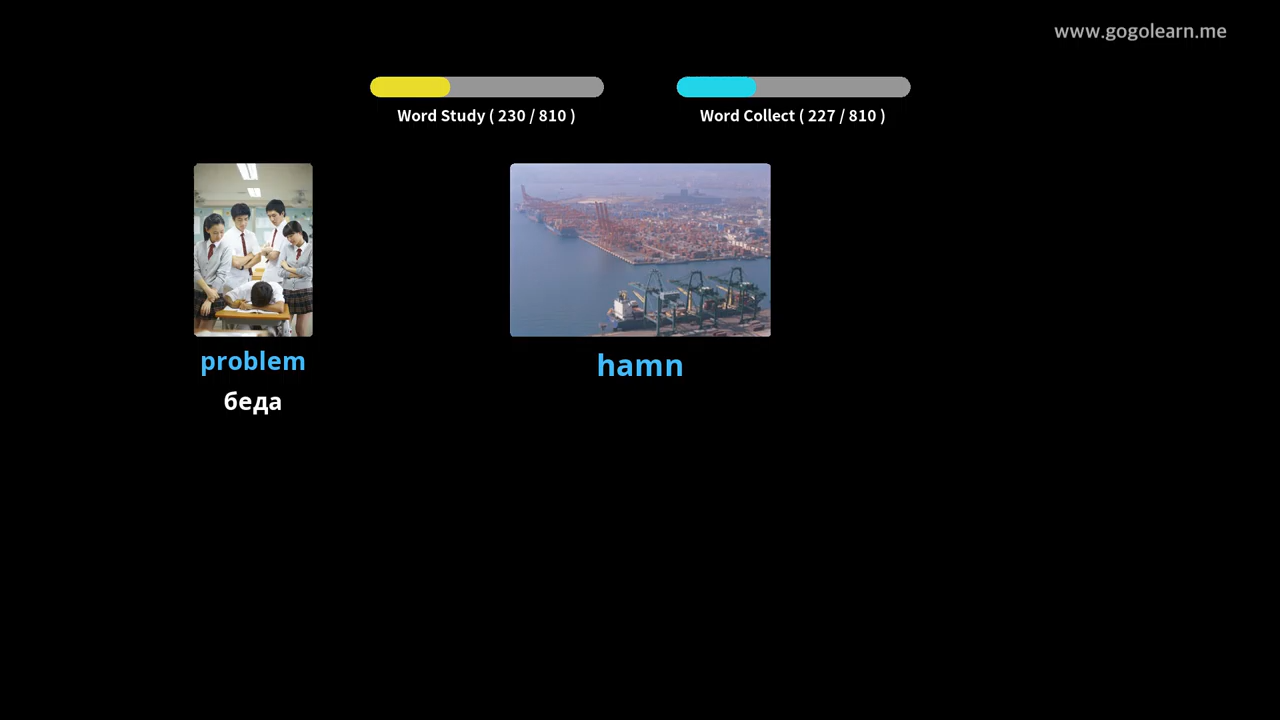 www.gogolearn.me
Word Study ( 230 / 810 )
Word Collect ( 227 / 810 )
problem
беда
hamn